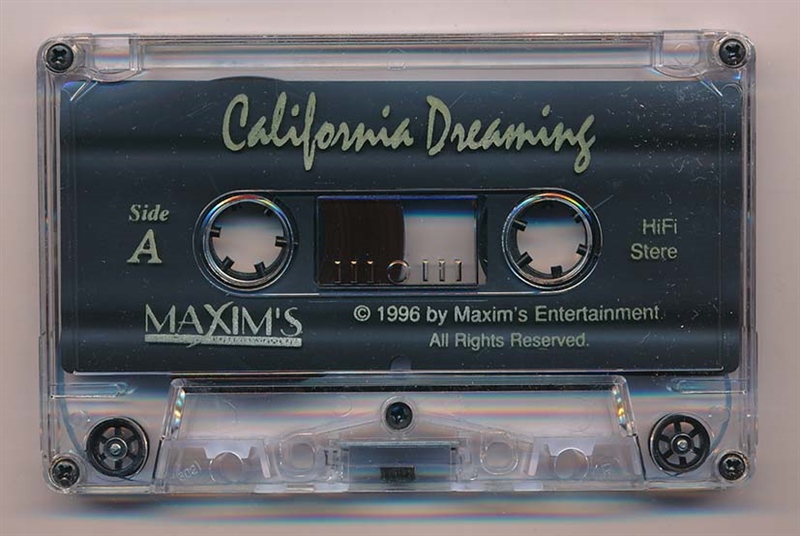 California Dreaming
Side
A
HiFi
Stere
MAXIM'S
© 1996 by Maxim's Entertainment.
All Rights Reserved.